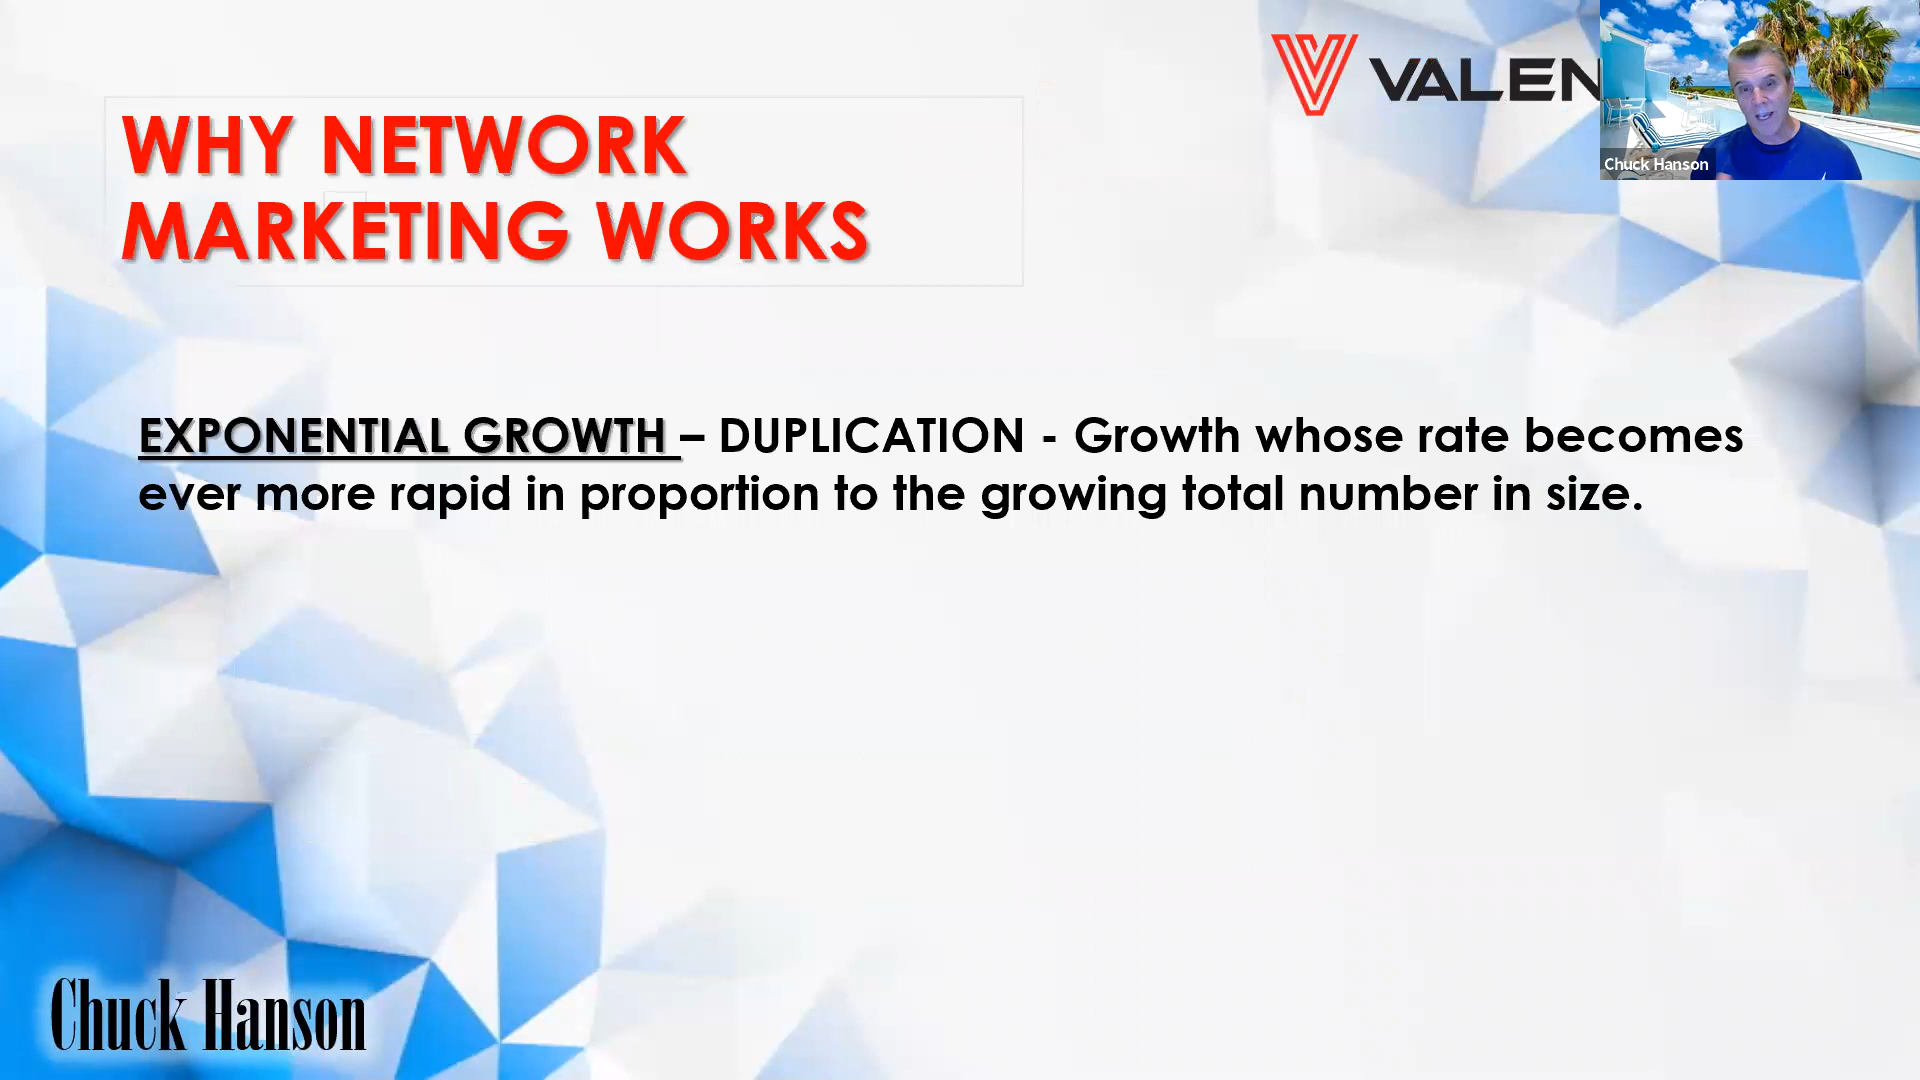 VALEN
Chuck Hanson
WHY NETWORK
MARKETING WORKS
EXPONENTIAL GROWTH – DUPLICATION - Growth whose rate becomes
ever more rapid in proportion to the growing total number in size.
Chuck Hanson